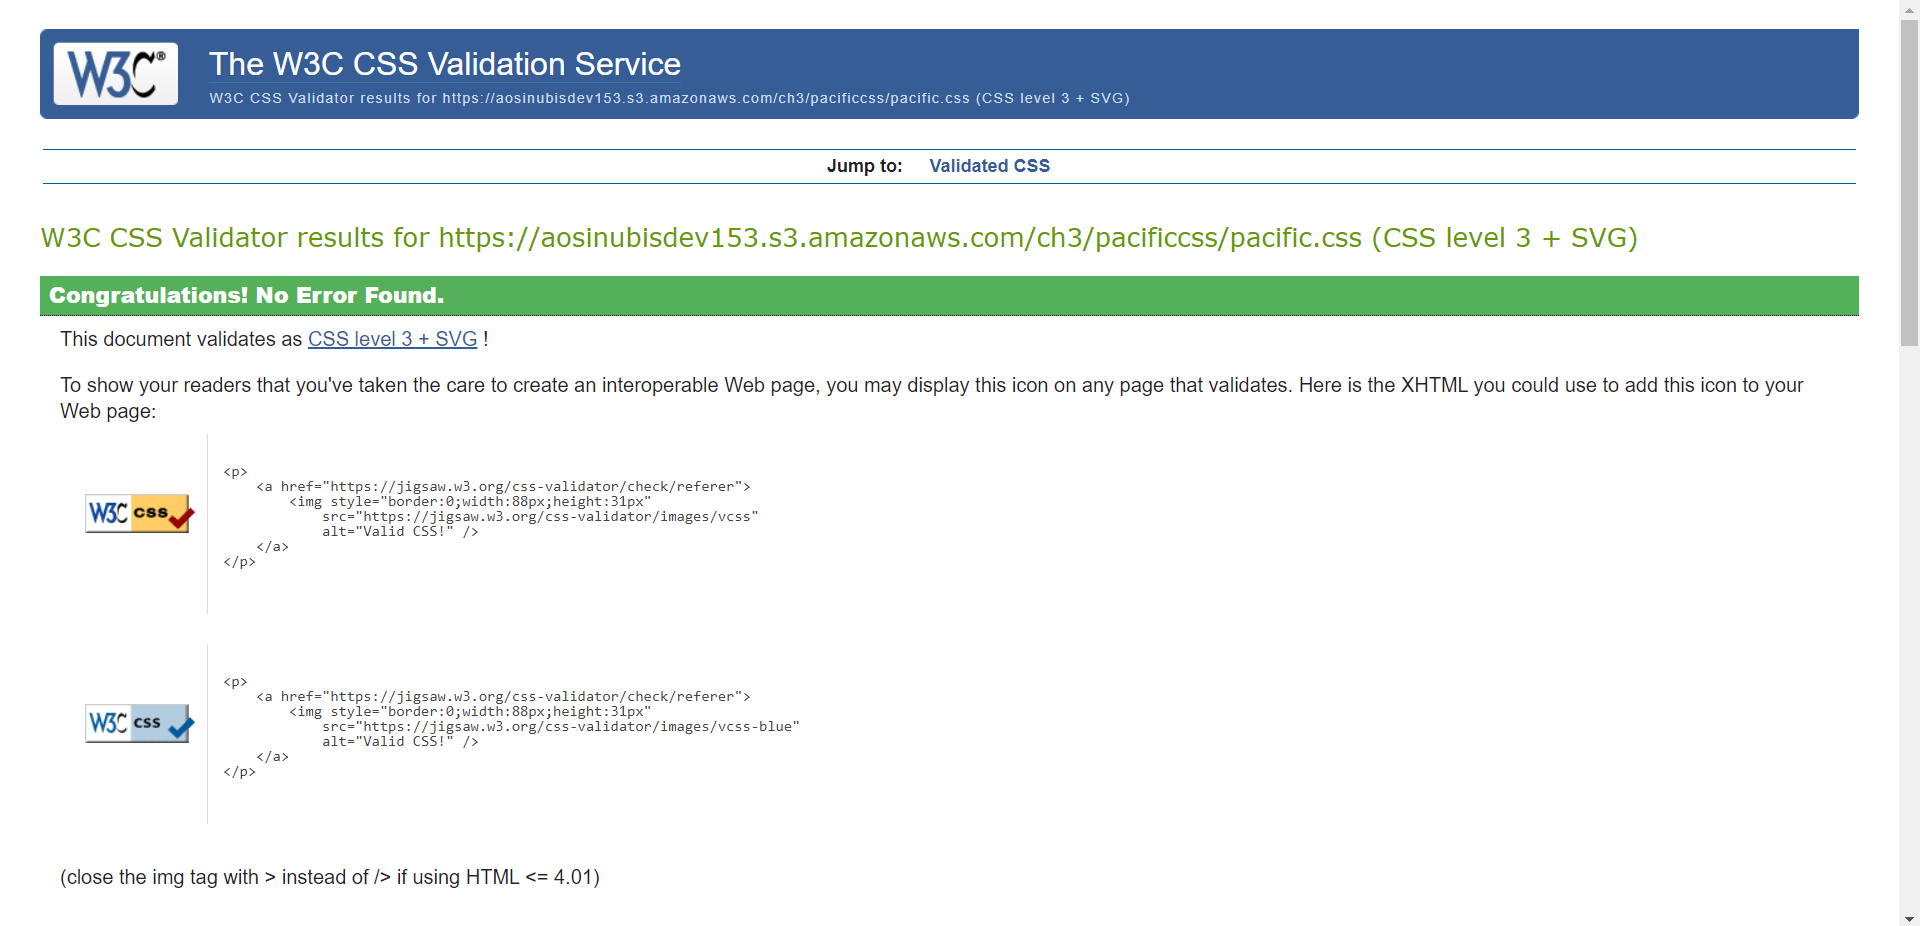 W3C®
The W3C CSS Validation Service
W3C CSS Validator results for https://aosinubisdev153.s3.amazonaws.com/ch3/pacificcss/pacific.css (CSS level 3 + SVG)
Jump to: Validated CSS
W3C CSS Validator results for https://aosinubisdev153.s3.amazonaws.com/ch3/pacificcss/pacific.css (CSS level 3 + SVG)
Congratulations! No Error Found.
This document validates as CSS level 3 + SVG !
To show your readers that you've taken the care to create an interoperable Web page, you may display this icon on any page that validates. Here is the XHTML you could use to add this icon to your
Web page:
W3C css
<p>
    <a href="https://jigsaw.w3.org/css-validator/check/referer">
        <img style="border:0;width:88px;height:31px"
            src="https://jigsaw.w3.org/css-validator/images/vcss"
            alt="Valid CSS!" />
    </a>
</p>
W3C css
<p>
    <a href="https://jigsaw.w3.org/css-validator/check/referer">
        <img style="border:0;width:88px;height:31px"
            src="https://jigsaw.w3.org/css-validator/images/vcss-blue"
            alt="Valid CSS!" />
    </a>
</p>
(close the img tag with > instead of /> if using HTML <= 4.01)